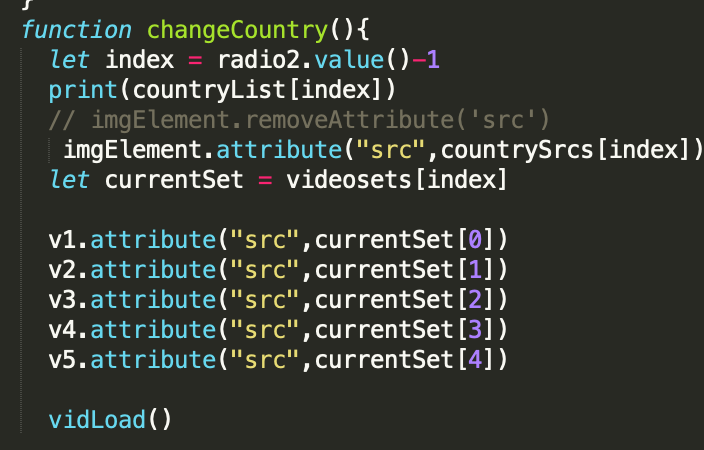 }
function changeCountry(){
let index = radio2.value()-1
print(countryList[index])
// imgElement.removeAttribute('src')
imgElement.attribute("src",countrySrcs[index])
let currentSet = videosets[index]
v1.attribute("src",currentSet[0])
v2.attribute("src",currentSet[1])
v3.attribute("src",currentSet[2])
v4.attribute("src",currentSet[3])
v5.attribute("src",currentSet[4])
vidLoad()